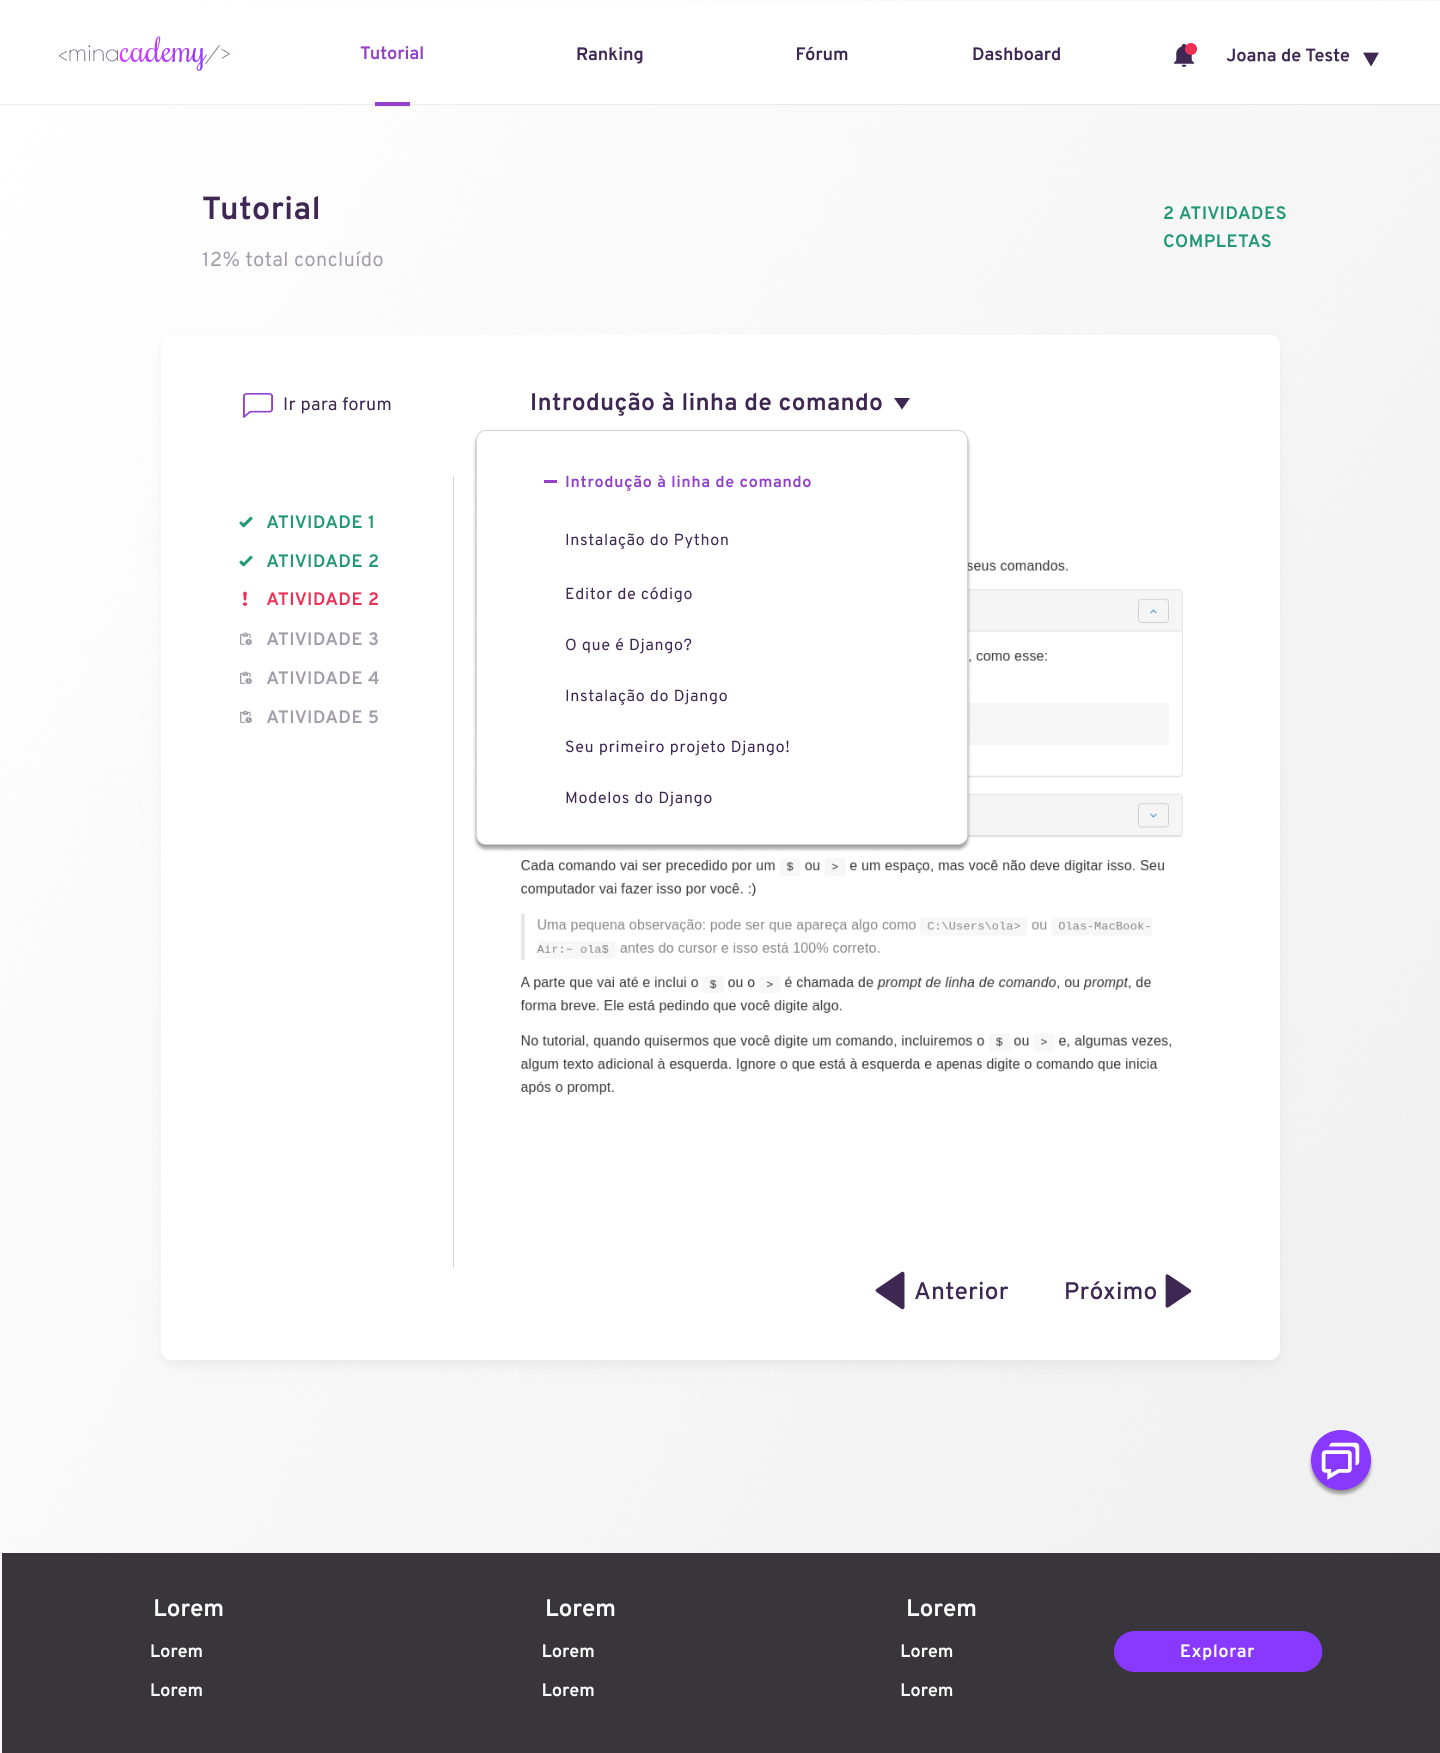 <minacademy/>
Tutorial
Ranking
Fórum
Dashboard
Joana de Teste
Tutorial
12% total concluído
2 ATIVIDADES
COMPLETAS
Ir para forum
Introdução à linha de comando
ATIVIDADE 1
ATIVIDADE 2
ATIVIDADE 2
ATIVIDADE 3
ATIVIDADE 4
ATIVIDADE 5
Introdução à linha de comando
Instalação do Python
Editor de código
O que é Django?
Instalação do Django
Seu primeiro projeto Django!
Modelos do Django
seus comandos.
, como esse:
Cada comando vai ser precedido por um $ ou > e um espaço, mas você não deve digitar isso. Seu
computador vai fazer isso por você. :)
Uma pequena observação: pode ser que apareça algo como C:\Users\ola> ou Olas-MacBook-
Air:~ ola$ antes do cursor e isso está 100% correto.
A parte que vai até e inclui o $ ou o > é chamada de prompt de linha de comando, ou prompt, de
forma breve. Ele está pedindo que você digite algo.
No tutorial, quando quisermos que você digite um comando, incluiremos o $ ou > e, algumas vezes,
algum texto adicional à esquerda. Ignore o que está à esquerda e apenas digite o comando que inicia
após o prompt.
Anterior
Próximo
Lorem
Lorem
Lorem
Lorem
Lorem
Lorem
Lorem
Lorem
Lorem
Explorar